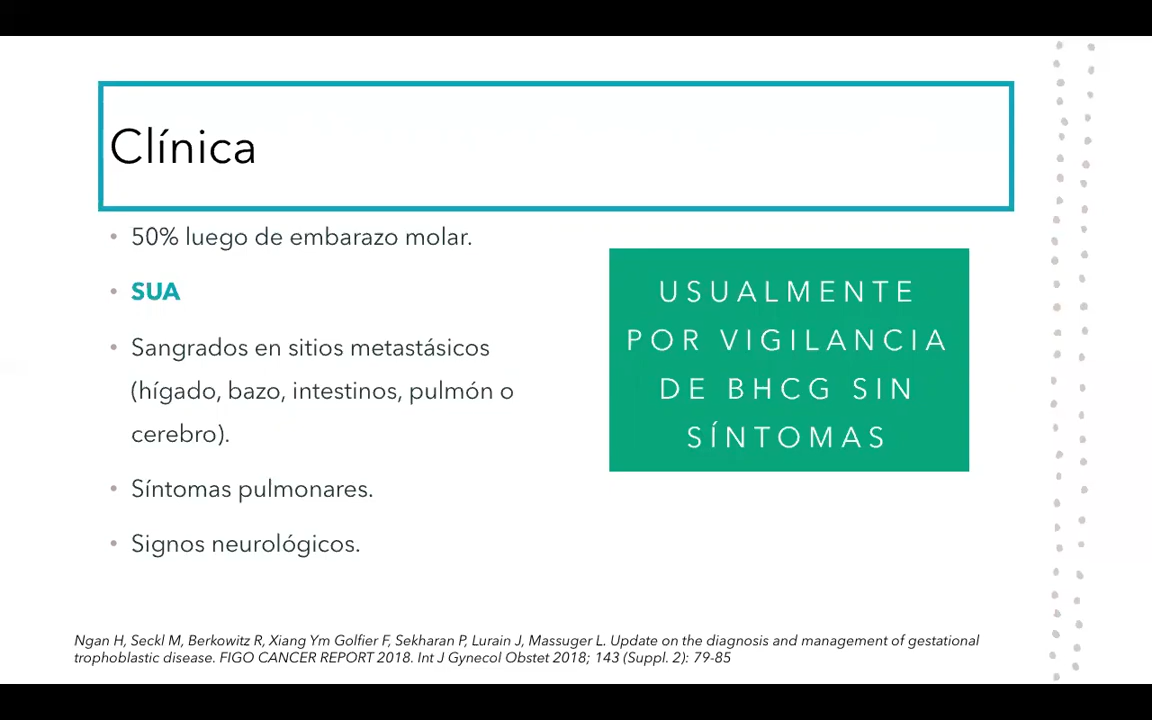 Clínica
• 50% luego de embarazo molar.
• SUA
• Sangrados en sitios metastásicos
(hígado, bazo, intestinos, pulmón o
cerebro).
• Síntomas pulmonares.
• Signos neurológicos.
USUALMENTE
POR VIGILANCIA
DE BHCG SIN
SÍNTOMAS
Ngan H, Seckl M, Berkowitz R, Xiang Ym Golfier F, Sekharan P, Lurain J, Massuger L. Update on the diagnosis and management of gestational
trophoblastic disease. FIGO CANCER REPORT 2018. Int J Gynecol Obstet 2018; 143 (Suppl. 2): 79-85